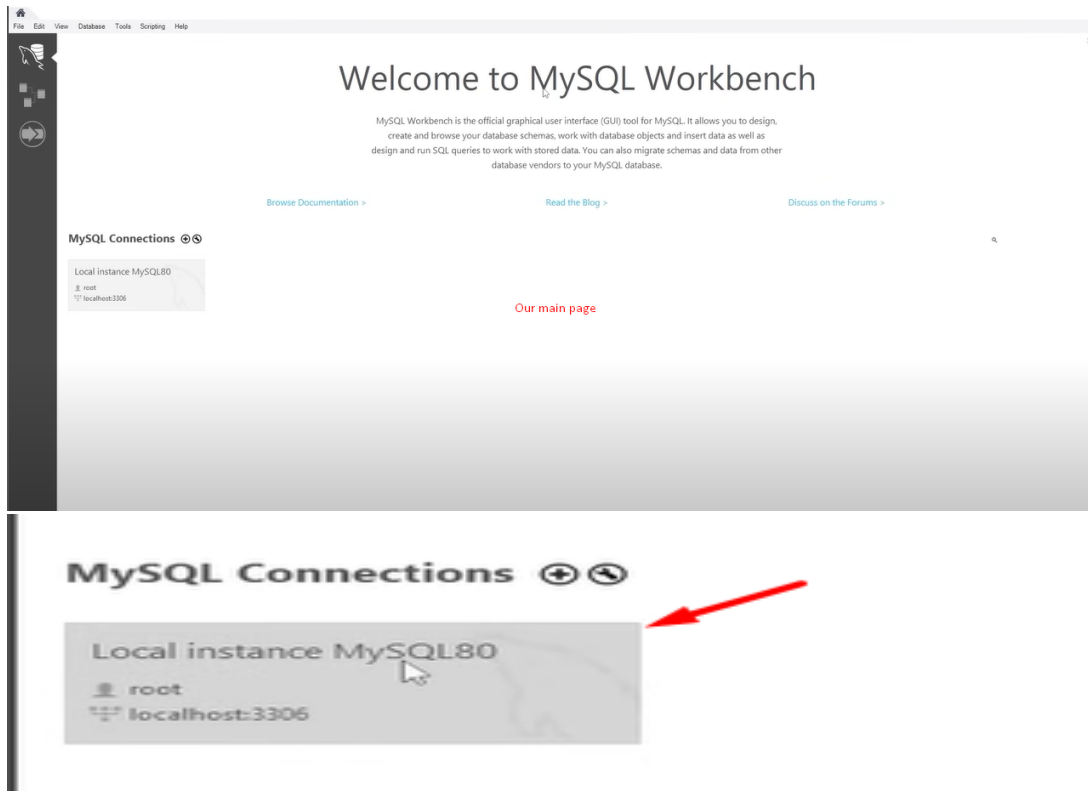 File Edit View Database Tools Scripting Help
Welcome to MySQL Workbench
MySQL Workbench is the official graphical user interface (GUI) tool for MySQL. It allows you to design,
create and browse your database schemas, work with database objects and insert data as well as
design and run SQL queries to work with stored data. You can also migrate schemas and data from other
database vendors to your MySQL database.
Browse Documentation > Read the Blog > Discuss on the Forums >
MySQL Connections
Local instance MySQL80
root
localhost:3306
Our main page
MySQL Connections
Local instance MySQL80
root
localhost:3306